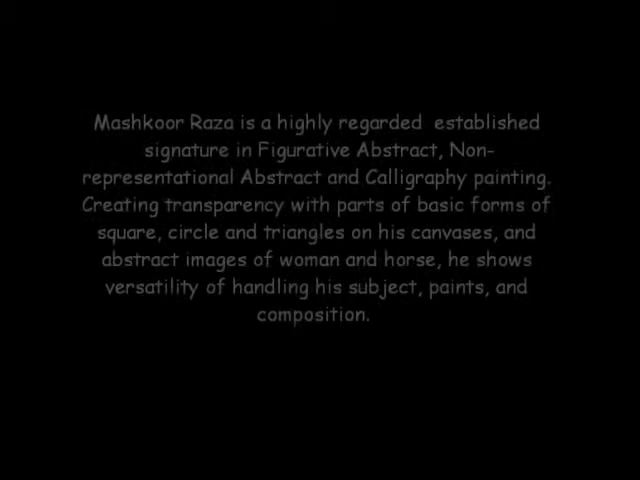 Mashkoor Raza is a highly regarded  established
signature in Figurative Abstract, Non-
representational Abstract and Calligraphy painting.
Creating transparency with parts of basic forms of
square, circle and triangles on his canvases, and
abstract images of woman and horse, he shows
versatility of handling his subject, paints, and
composition.